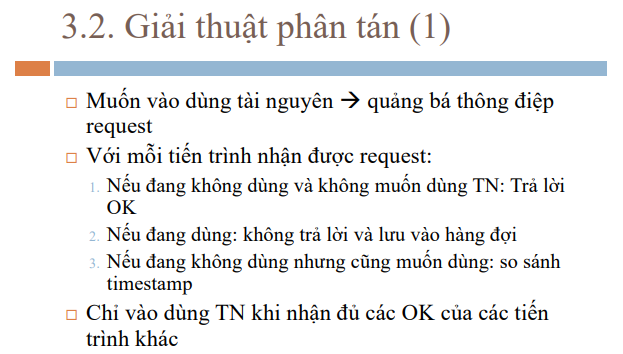 3.2. Giải thuật phân tán (1)
□ Muốn vào dùng tài nguyên → quảng bá thông điệp
request
□ Với mỗi tiến trình nhận được request:
1. Nếu đang không dùng và không muốn dùng TN: Trả lời
OK
2. Nếu đang dùng: không trả lời và lưu vào hàng đợi
3. Nếu đang không dùng nhưng cũng muốn dùng: so sánh
timestamp
□ Chỉ vào dùng TN khi nhận đủ các OK của các tiến
trình khác